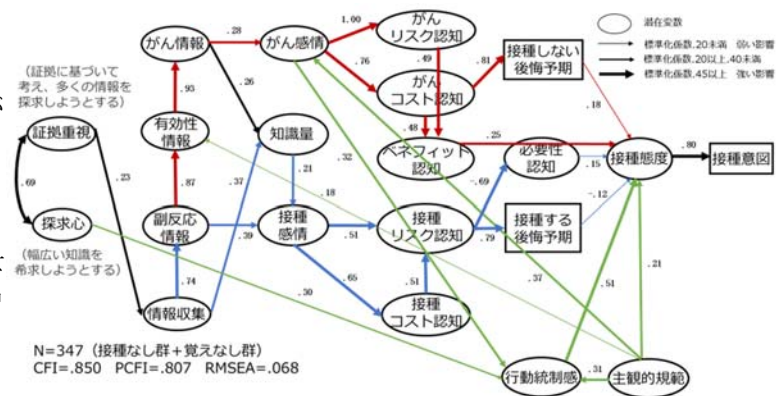 がん情報
.28
がん感情
1.00
がん
リスク認知
.76
.49
がん
コスト認知
.81
接種しない
後悔予期
潜在変数
標準化係数.20未満 弱い影響
標準化係数.20以上.40未満
標準化係数.45以上 強い影響
(証拠に基づいて
考え、多くの情報を
探求しようとする)
.93
.26
.18
証拠重視
有効性
情報
知識量
.48
.25
ベネフィット
認知
必要性
認知
接種態度
.80
接種意図
.69
.23
.87
.37
.21
.32
.18
-.69
.15
-.12
探求心
副反応
情報
.39
接種
感情
.51
接種
リスク認知
.79
接種する
後悔予期
(幅広い知識を
希求しようとする)
.74
.65
.51
.37
.51
.21
.30
情報収集
接種
コスト認知
N=347(接種なし群+覚えなし群)
CFI=.850 PCFI=.807 RMSEA=.068
行動統制感
.31
主観的規範